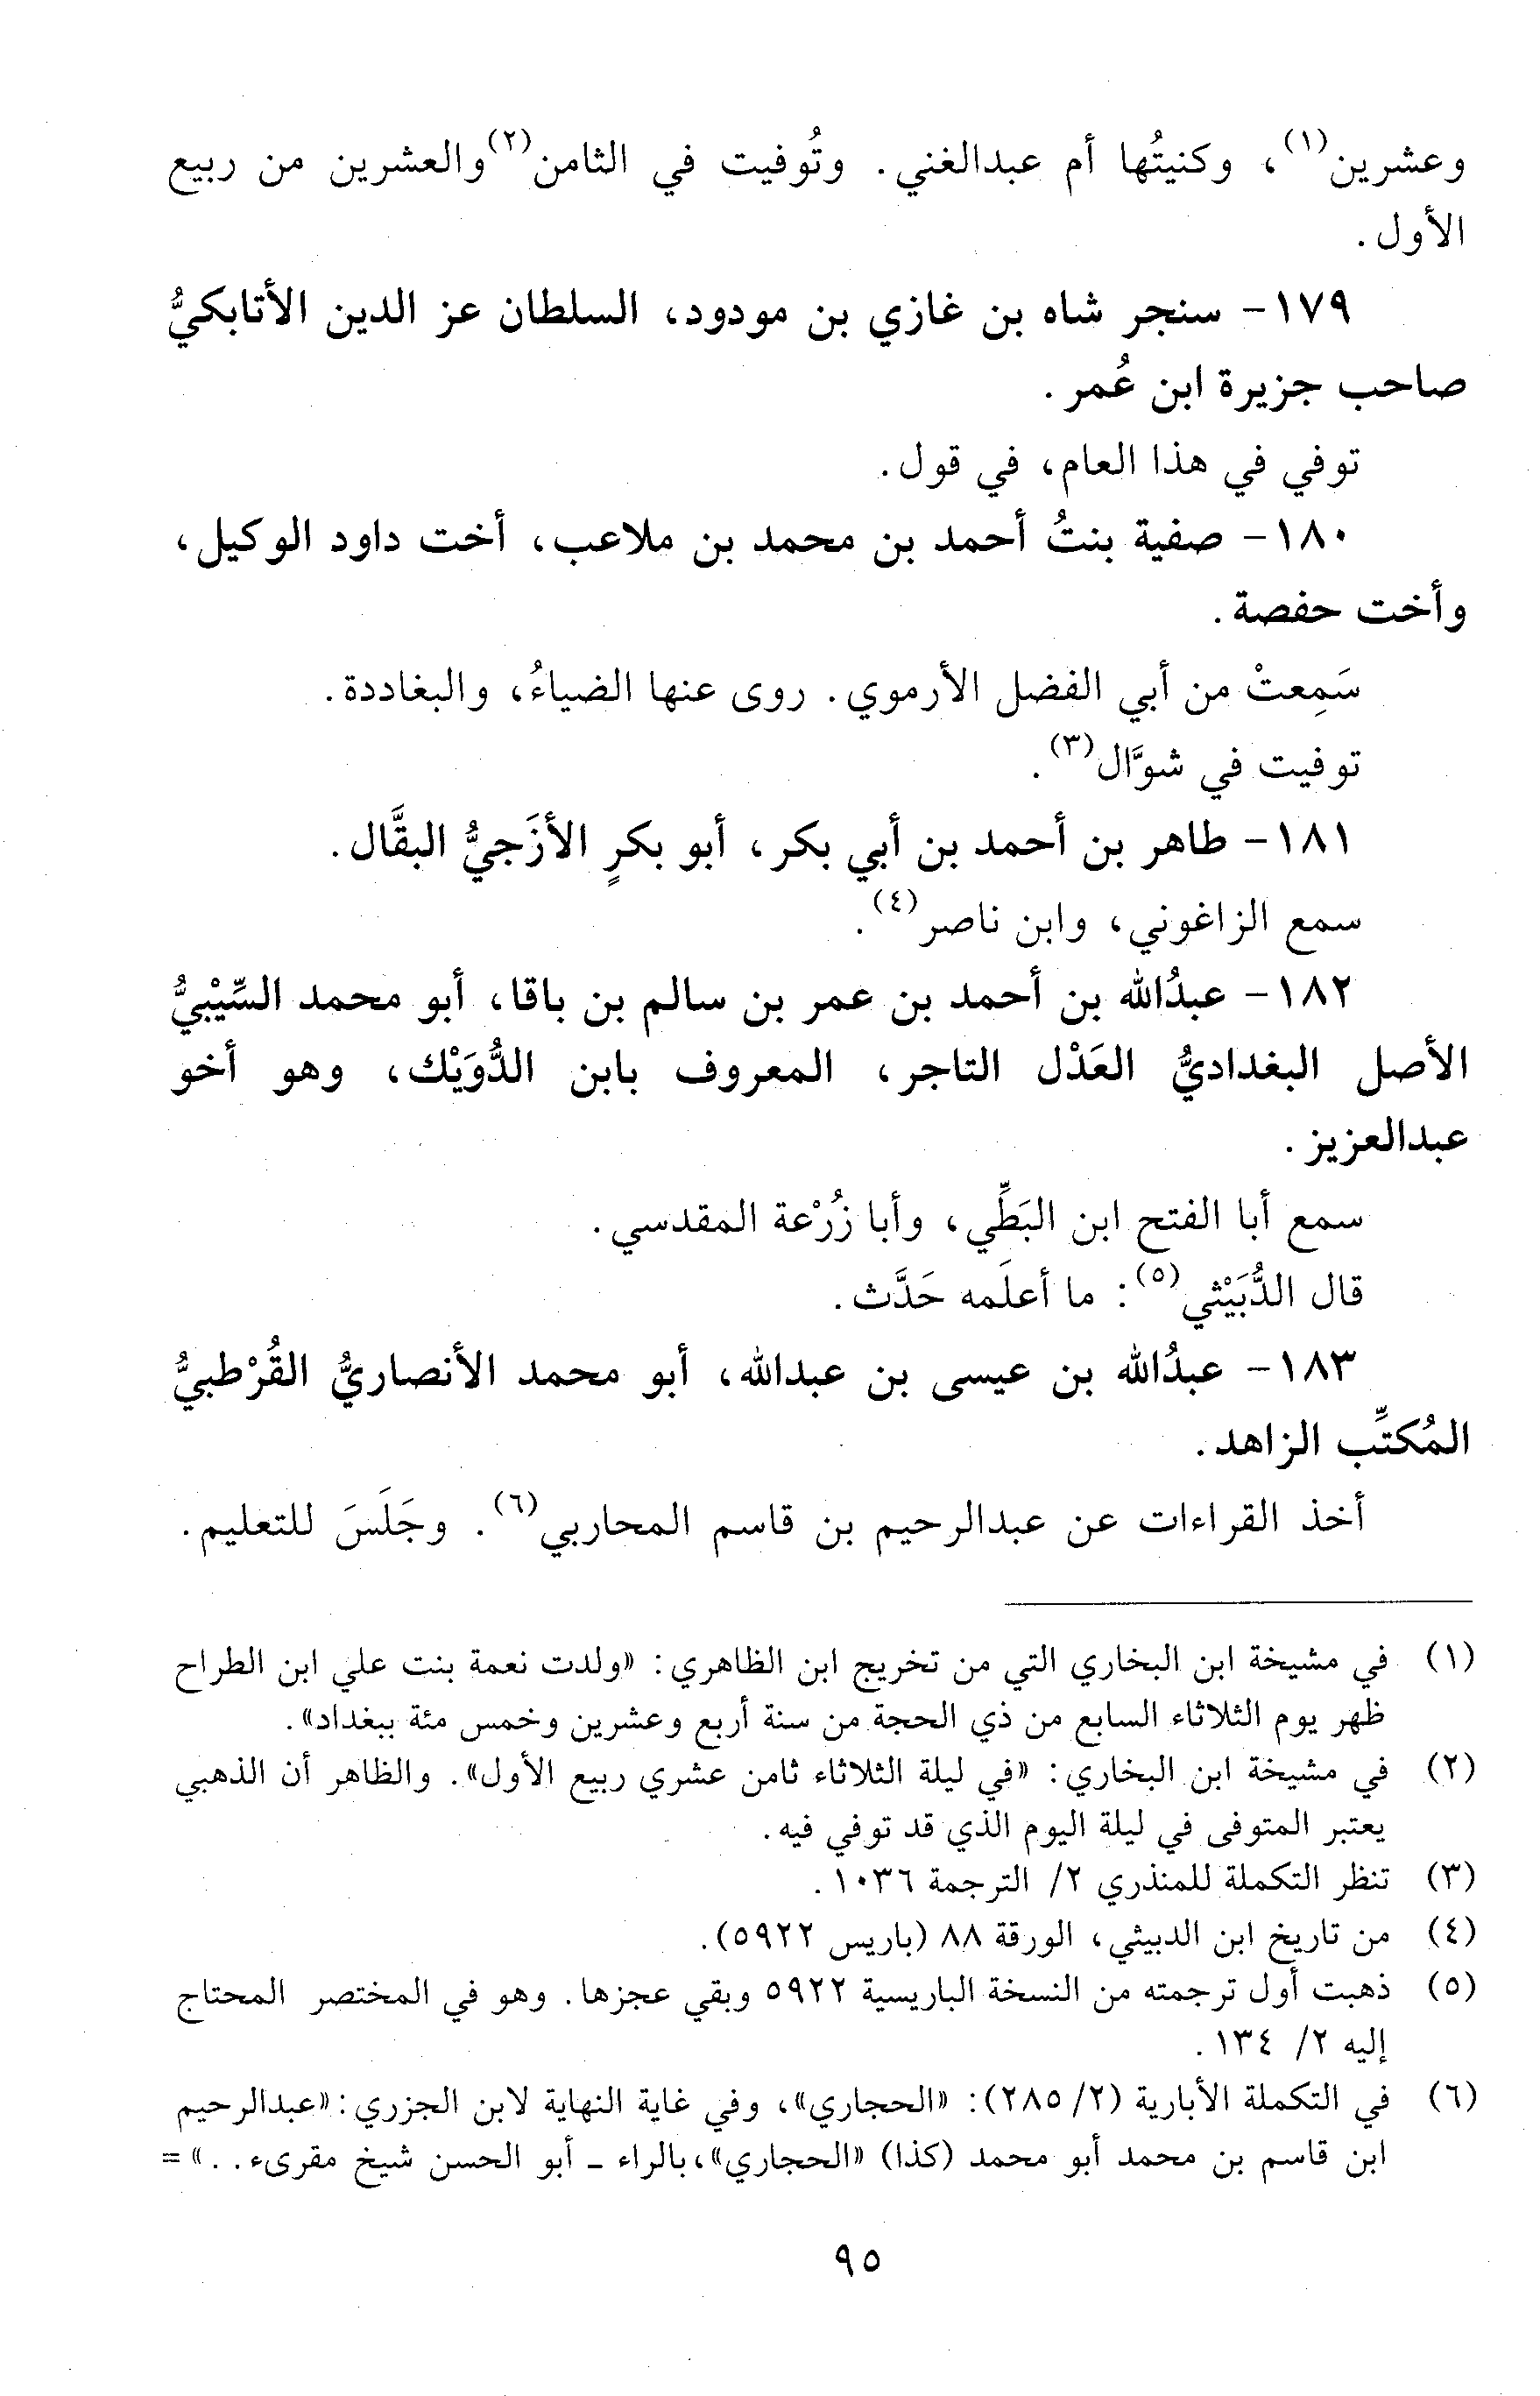 وعشرين(١)، وكنيتُها أم عبدالغني. وتُوفيت في الثامن(٢) والعشرين من ربيع
الأول.
١٧٩- سنجر شاه بن غازي بن مودود، السلطان عز الدين الأتابكيُّ
صاحب جزيرة ابن عُمر.
توفي في هذا العام، في قول.
١٨٠- صفية بنتُ أحمد بن محمد بن ملاعب، أخت داود الوكيل،
وأخت حفصة.
سَمِعتْ من أبي الفضل الأرموي. روى عنها الضياءُ، والبغاددة.
توفيت في شوَّال(٣).
١٨١- طاهر بن أحمد بن أبي بكر، أبو بكرٍ الأزَجيُّ البقَّال.
سمع الزاغوني، وابن ناصر(٤).
١٨٢- عبدُالله بن أحمد بن عمر بن سالم بن باقا، أبو محمد السِّيْبيُّ
الأصل البغداديُّ العَدْل التاجر، المعروف بابن الدُّوَيْك، وهو أخو
عبدالعزيز.
سمع أبا الفتح ابن البَطِّي، وأبا زُرْعة المقدسي.
قال الدُّبَيْثي(٥): ما أعلَمه حَدَّث.
١٨٣- عبدُالله بن عيسى بن عبدالله، أبو محمد الأنصاريُّ القُرْطبيُّ
المُكتِّب الزاهد.
أخذ القراءات عن عبدالرحيم بن قاسم المحاربي(٦). وجَلَسَ للتعليم.
(١) في مشيخة ابن البخاري التي من تخريج ابن الظاهري: «ولدت نعمة بنت علي ابن الطراح
ظهر يوم الثلاثاء السابع من ذي الحجة من سنة أربع وعشرين وخمس مئة ببغداد».
(٢) في مشيخة ابن البخاري: «في ليلة الثلاثاء ثامن عشري ربيع الأول». والظاهر أن الذهبي
يعتبر المتوفى في ليلة اليوم الذي قد توفي فيه.
(٣) تنظر التكملة للمنذري ٢/ الترجمة ١٠٣٦.
(٤) من تاريخ ابن الدبيثي، الورقة ٨٨ (باريس ٥٩٢٢).
(٥) ذهبت أول ترجمته من النسخة الباريسية ٥٩٢٢ وبقي عجزها. وهو في المختصر المحتاج
إليه ٢/ ١٣٤.
(٦) في التكملة الأبارية (٢/ ٢٨٥): «الحجاري»، وفي غاية النهاية لابن الجزري: «عبدالرحيم
ابن قاسم بن محمد أبو محمد (كذا) «الحجاري»، بالراء - أبو الحسن شيخ مقرىء..» =
٩٥